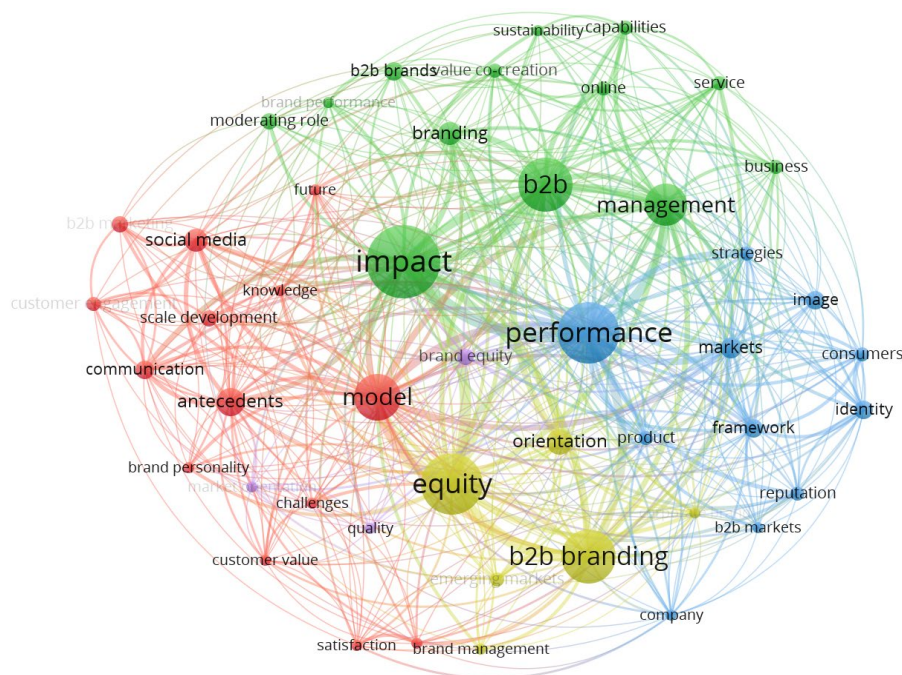 sustainability
capabilities
b2b brands
value co-creation
online
service
brand performance
moderating role
branding
business
b2b
future
management
b2b marketing
social media
strategies
impact
knowledge
image
customer engagement
scale development
performance
brand equity
markets
consumers
communication
model
antecedents
identity
orientation
product
framework
brand personality
equity
market orientation
challenges
reputation
quality
b2b markets
customer value
b2b branding
emerging markets
company
satisfaction
brand management